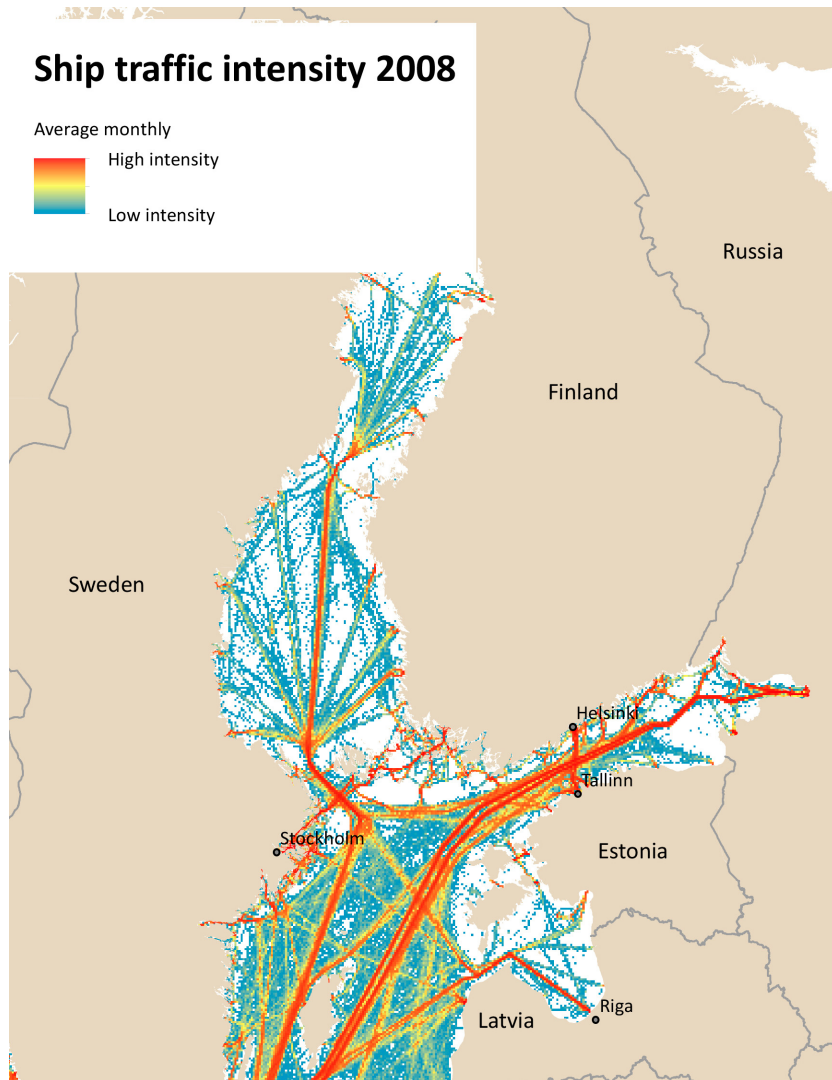 Ship traffic intensity 2008
Average monthly
High intensity
Low intensity
Russia
Finland
Sweden
Helsinki
Tallinn
Stockholm
Estonia
Riga
Latvia